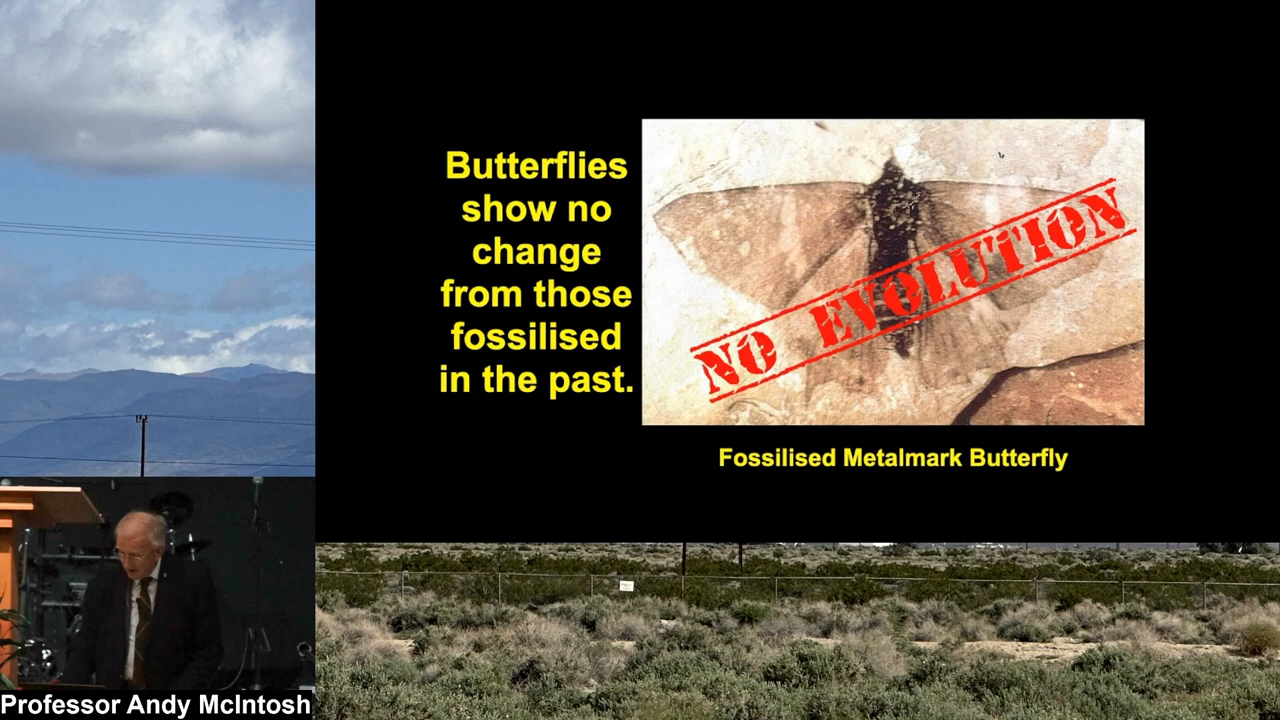 Butterflies
show no
change
from those
fossilised
in the past.
NO EVOLUTION
Fossilised Metalmark Butterfly
Professor Andy McIntosh